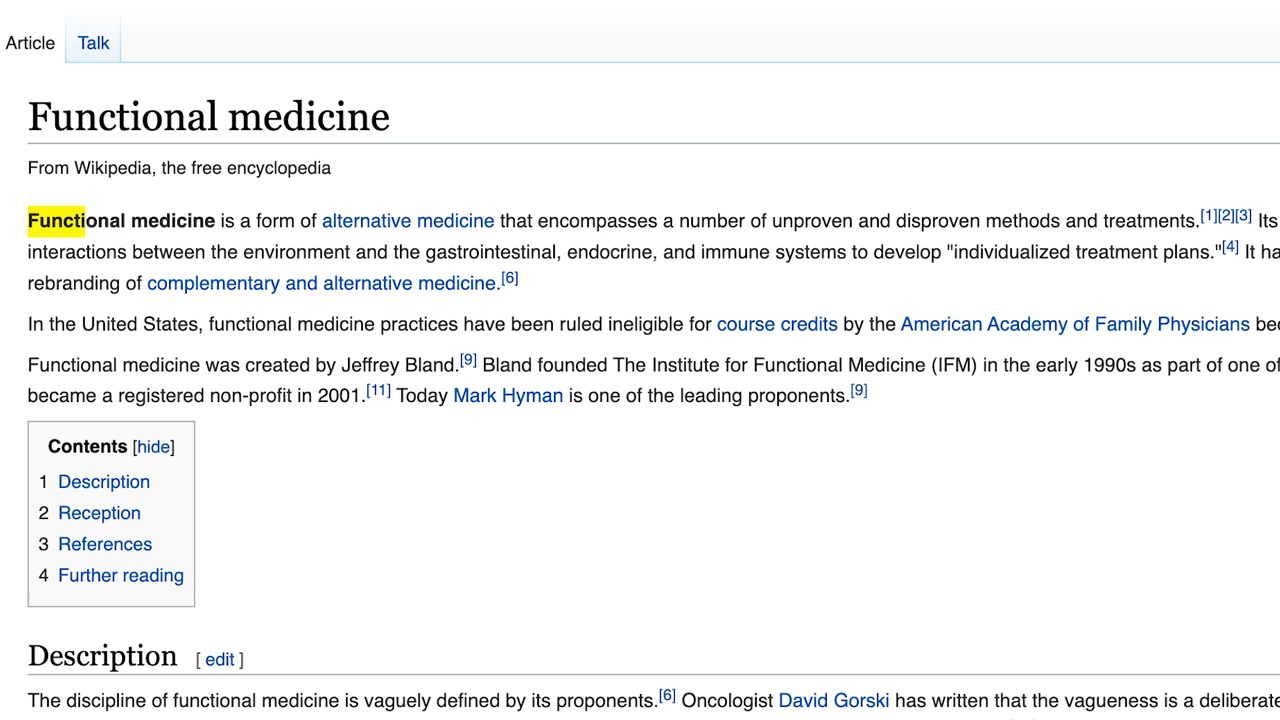 Article Talk
Functional medicine
From Wikipedia, the free encyclopedia
Functional medicine is a form of alternative medicine that encompasses a number of unproven and disproven methods and treatments.[1][2][3] Its
interactions between the environment and the gastrointestinal, endocrine, and immune systems to develop "individualized treatment plans."[4] It ha
rebranding of complementary and alternative medicine.[6]
In the United States, functional medicine practices have been ruled ineligible for course credits by the American Academy of Family Physicians bec
Functional medicine was created by Jeffrey Bland.[9] Bland founded The Institute for Functional Medicine (IFM) in the early 1990s as part of one of
became a registered non-profit in 2001.[11] Today Mark Hyman is one of the leading proponents.[9]
Contents [hide]
1 Description
2 Reception
3 References
4 Further reading
Description [ edit ]
The discipline of functional medicine is vaguely defined by its proponents.[6] Oncologist David Gorski has written that the vagueness is a deliberate